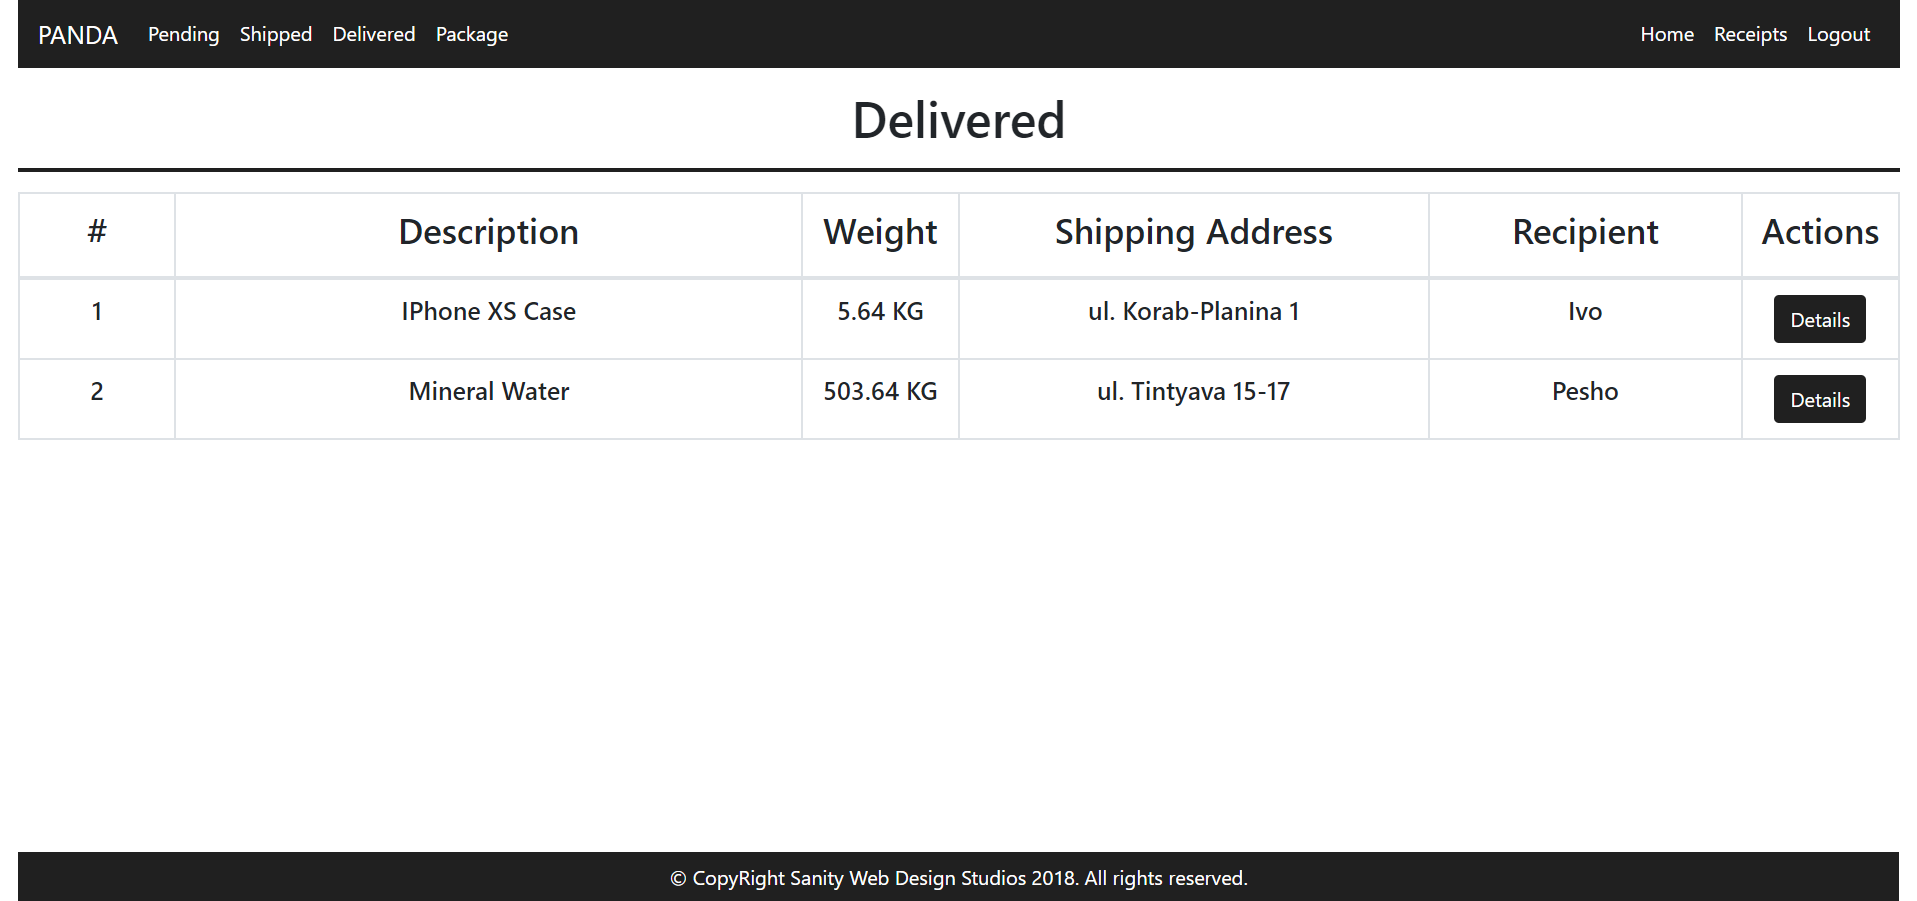 PANDA Pending Shipped Delivered Package Home Receipts Logout
Delivered
# Description Weight Shipping Address Recipient Actions
1 IPhone XS Case 5.64 KG ul. Korab-Planina 1 Ivo Details
2 Mineral Water 503.64 KG ul. Tintyava 15-17 Pesho Details
© CopyRight Sanity Web Design Studios 2018. All rights reserved.